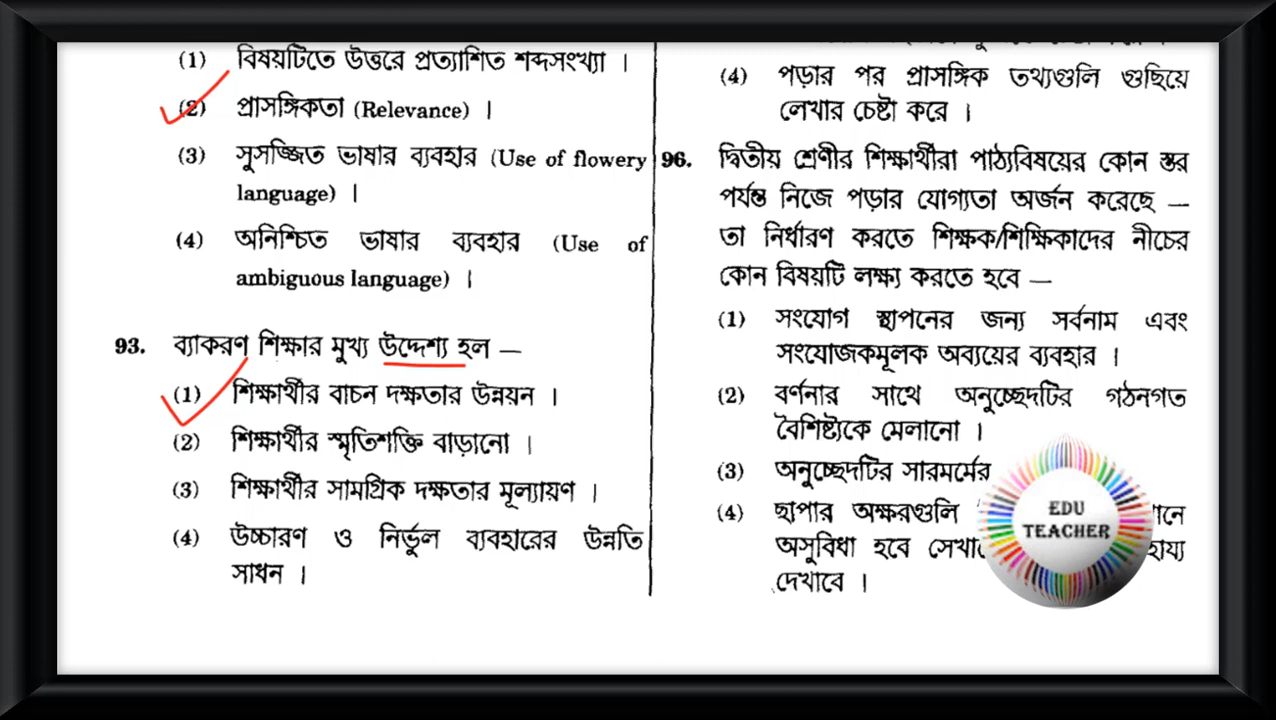 (1) বিষয়টিতে উত্তরে প্রত্যাশিত শব্দসংখ্যা ।
(2) প্রাসঙ্গিকতা (Relevance) ।
(3) সুসজ্জিত ভাষার ব্যবহার (Use of flowery
language) ।
(4) অনিশ্চিত ভাষার ব্যবহার (Use of
ambiguous language) ।
93. ব্যাকরণ শিক্ষার মুখ্য উদ্দেশ্য হল —
(1) শিক্ষার্থীর বাচন দক্ষতার উন্নয়ন ।
(2) শিক্ষার্থীর স্মৃতিশক্তি বাড়ানো ।
(3) শিক্ষার্থীর সামগ্রিক দক্ষতার মূল্যায়ণ ।
(4) উচ্চারণ ও নির্ভুল ব্যবহারের উন্নতি
সাধন ।
(4) পড়ার পর প্রাসঙ্গিক তথ্যগুলি গুছিয়ে
লেখার চেষ্টা করে ।
96. দ্বিতীয় শ্রেণীর শিক্ষার্থীরা পাঠ্যবিষয়ের কোন স্তর
পর্যন্ত নিজে পড়ার যোগ্যতা অর্জন করেছে —
তা নির্ধারণ করতে শিক্ষক/শিক্ষিকাদের নীচের
কোন বিষয়টি লক্ষ্য করতে হবে —
(1) সংযোগ স্থাপনের জন্য সর্বনাম এবং
সংযোজকমূলক অব্যয়ের ব্যবহার ।
(2) বর্ণনার সাথে অনুচ্ছেদটির গঠনগত
বৈশিষ্ট্যকে মেলানো ।
(3) অনুচ্ছেদটির সারমর্মের
(4) ছাপার অক্ষরগুলি
অসুবিধা হবে
দেখাবে ।
EDU
TEACHER